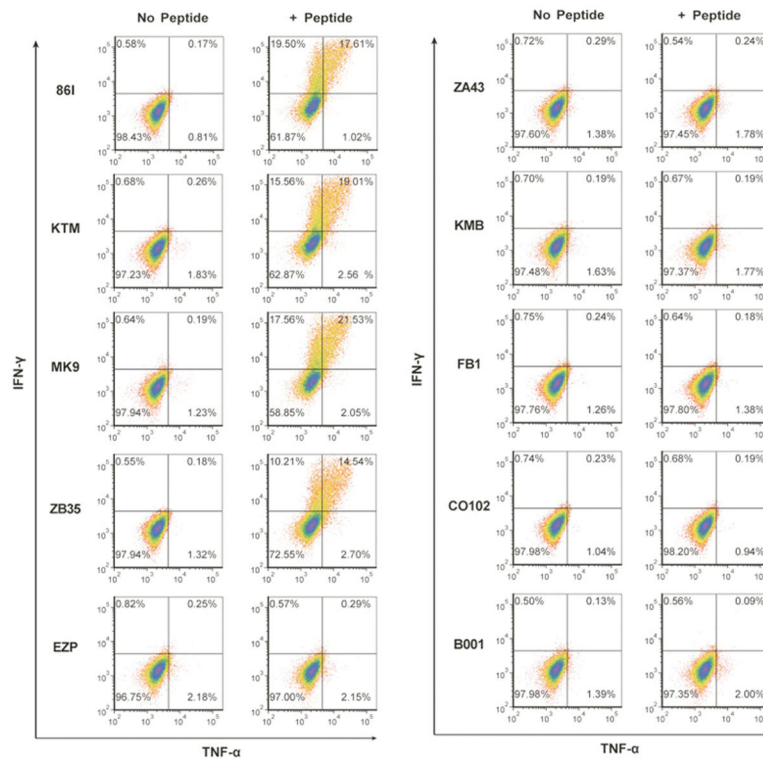 No Peptide + Peptide
86I
0.58% 0.17%
98.43% 0.81%
19.50% 17.61%
61.87% 1.02%
KTM
0.68% 0.26%
97.23% 1.83%
15.56% 19.01%
62.87% 2.56 %
MK9
0.64% 0.19%
97.94% 1.23%
17.56% 21.53%
58.85% 2.05%
ZB35
0.55% 0.18%
97.94% 1.32%
10.21% 14.54%
72.55% 2.70%
EZP
0.82% 0.25%
96.75% 2.18%
0.57% 0.29%
97.00% 2.15%
IFN-γ
TNF-α
No Peptide + Peptide
ZA43
0.72% 0.29%
97.60% 1.38%
0.54% 0.24%
97.45% 1.78%
KMB
0.70% 0.19%
97.48% 1.63%
0.67% 0.19%
97.37% 1.77%
FB1
0.75% 0.24%
97.76% 1.26%
0.64% 0.18%
97.80% 1.38%
CO102
0.74% 0.23%
97.98% 1.04%
0.68% 0.19%
98.20% 0.94%
B001
0.50% 0.13%
97.98% 1.39%
0.56% 0.09%
97.35% 2.00%
IFN-γ
TNF-α